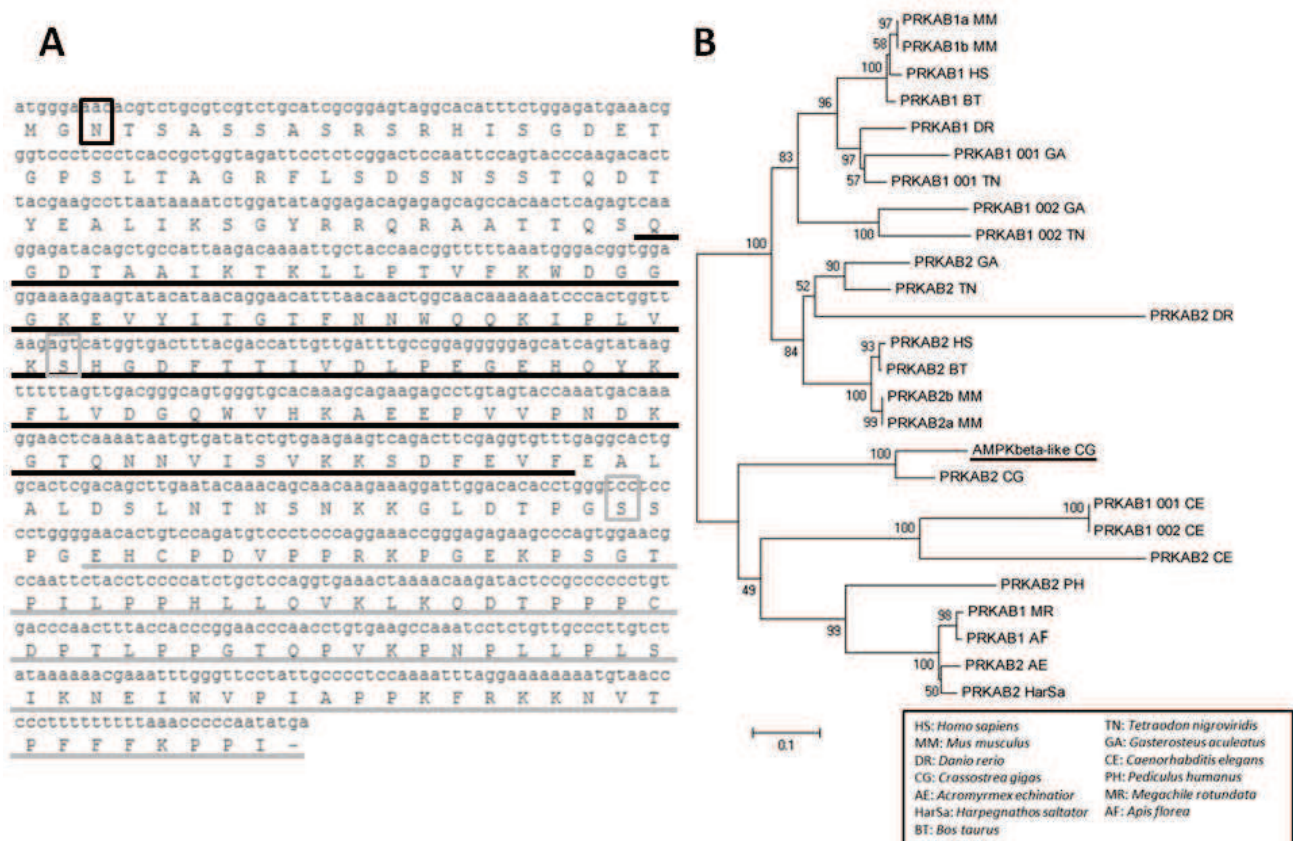 A
atgggaaacacgtctgcgtcgtctgcatcgcggagtaggcacatttctggagatgaaacg
M G N T S A S S A S R S R H I S G D E T
ggtccctccctcaccgctggtagattcctctcggactccaattccagtacccaagacact
G P S L T A G R F L S D S N S S T Q D T
tacgaagccttaataaaatctggatataggagacagagagcagccacaactcagagtcaa
Y E A L I K S G Y R R Q R A A T T Q S Q
ggagatacagctgccattaagacaaaattgctaccaacggtttttaaatgggacggtgga
G D T A A I K T K L L P T V F K W D G G
ggaaaagaagtatacataacaggaacatttaacaactggcaacaaaaaatcccactggtt
G K E V Y I T G T F N N W Q Q K I P L V
aagagtcatggtgactttacgaccattgttgatttgccggagggggagcatcagtataag
K S H G D F T T I V D L P E G E H Q Y K
tttttagttgacgggcagtgggtgcacaaagcagaagagcctgtagtaccaaatgacaaa
F L V D G Q W V H K A E E P V V P N D K
ggaactcaaaataatgtgatatctgtgaagaagtcagacttcgaggtgtttgaggcactg
G T Q N N V I S V K K S D F E V F E A L
gcactcgacagcttgaatacaaacagcaacaagaaaggattggacacacctgggtcctcc
A L D S L N T N S N K K G L D T P G S S
cctggggaacactgtccagatgtccctcccaggaaaccgggagagaagcccagtggaacg
P G E H C P D V P P R K P G E K P S G T
ccaattctacctccccatctgctccaggtgaaactaaaacaagatactccgcccccctgt
P I L P P H L L Q V K L K Q D T P P P C
gacccaactttaccacccggaacccaacctgtgaagccaaatcctctgttgcccttgtct
D P T L P P G T Q P V K P N P L L P L S
ataaaaaacgaaatttgggttcctattgcccctccaaaatttaggaaaaaaaatgtaacc
I K N E I W V P I A P P K F R K K N V T
ccctttttttttaaacccccaatatga
P F F F K P P I –
B
97 PRKAB1a MM
58 PRKAB1b MM
100 PRKAB1 HS
PRKAB1 BT
96
PRKAB1 DR
97 PRKAB1 001 GA
83
57 PRKAB1 001 TN
PRKAB1 002 GA
100 PRKAB1 002 TN
100
90 PRKAB2 GA
52 PRKAB2 TN
PRKAB2 DR
84
93 PRKAB2 HS
PRKAB2 BT
100 PRKAB2b MM
99 PRKAB2a MM
100 AMPKbeta-like CG
PRKAB2 CG
100 PRKAB1 001 CE
100 PRKAB1 002 CE
PRKAB2 CE
49
PRKAB2 PH
99
98 PRKAB1 MR
PRKAB1 AF
100 PRKAB2 AE
50 PRKAB2 HarSa
0.1
HS: Homo sapiens
MM: Mus musculus
DR: Danio rerio
CG: Crassostrea gigas
AE: Acromyrmex echinatior
HarSa: Harpegnathos saltator
BT: Bos taurus
TN: Tetraodon nigroviridis
GA: Gasterosteus aculeatus
CE: Caenorhabditis elegans
PH: Pediculus humanus
MR: Megachile rotundata
AF: Apis florea